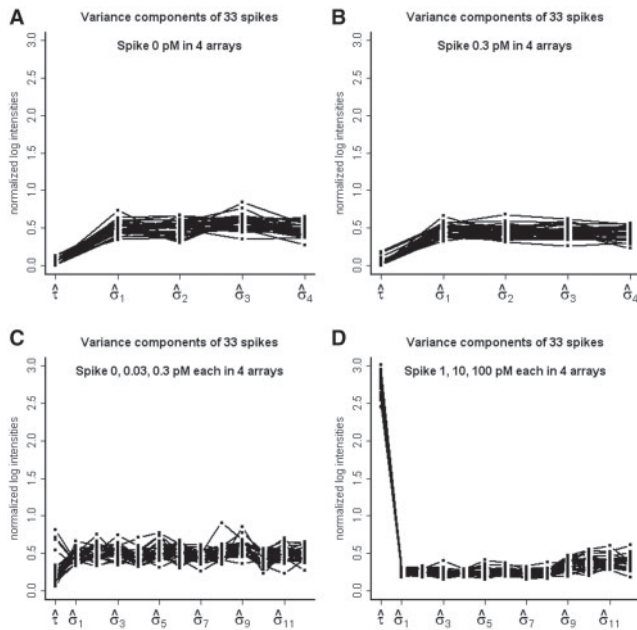 A
Variance components of 33 spikes
Spike 0 pM in 4 arrays
normalized log intensities
3.0
2.5
2.0
1.5
1.0
0.5
0.0
τ̂ σ̂1 σ̂2 σ̂3 σ̂4
B
Variance components of 33 spikes
Spike 0.3 pM in 4 arrays
normalized log intensities
3.0
2.5
2.0
1.5
1.0
0.5
0.0
τ̂ σ̂1 σ̂2 σ̂3 σ̂4
C
Variance components of 33 spikes
Spike 0, 0.03, 0.3 pM each in 4 arrays
normalized log intensities
3.0
2.5
2.0
1.5
1.0
0.5
0.0
τ̂ σ̂1 σ̂3 σ̂5 σ̂7 σ̂9 σ̂11
D
Variance components of 33 spikes
Spike 1, 10, 100 pM each in 4 arrays
normalized log intensities
3.0
2.5
2.0
1.5
1.0
0.5
0.0
τ̂ σ̂1 σ̂3 σ̂5 σ̂7 σ̂9 σ̂11